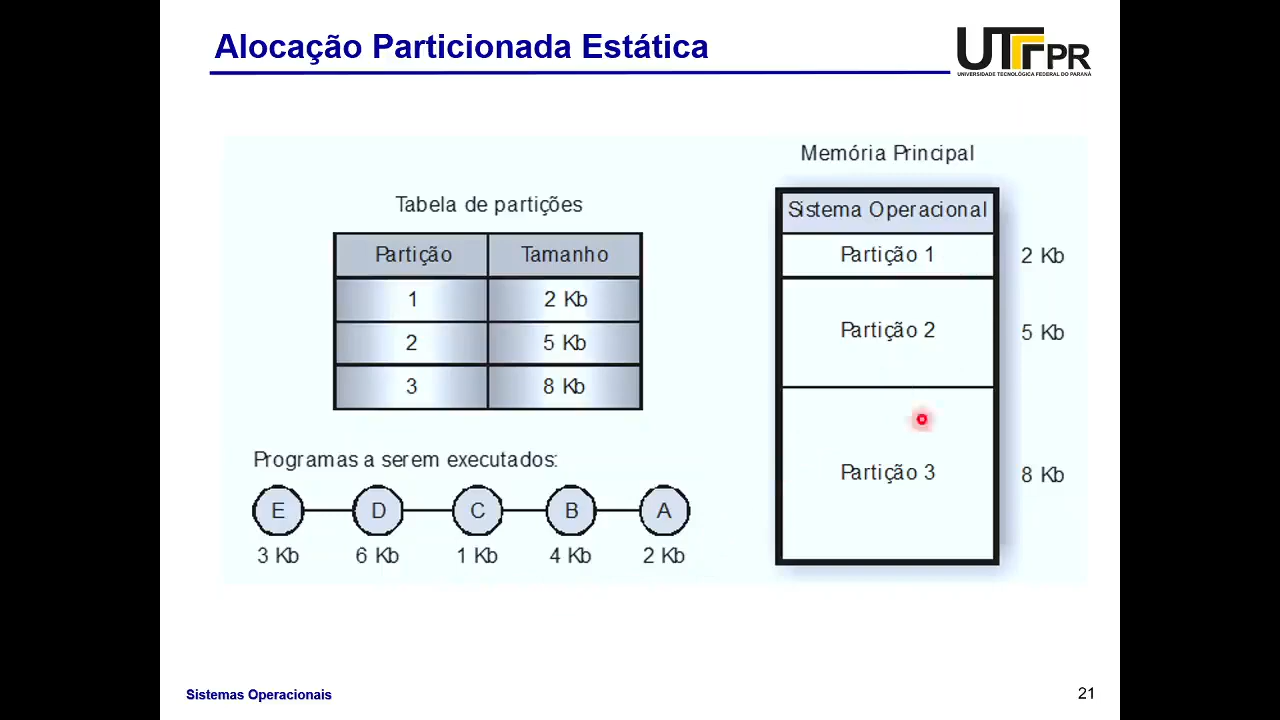 Alocação Particionada Estática
UTFPR
UNIVERSIDADE TECNOLÓGICA FEDERAL DO PARANÁ
Tabela de partições
Partição Tamanho
1 2 Kb
2 5 Kb
3 8 Kb
Programas a serem executados:
E D C B A
3 Kb 6 Kb 1 Kb 4 Kb 2 Kb
Memória Principal
Sistema Operacional
Partição 1 2 Kb
Partição 2 5 Kb
Partição 3 8 Kb
Sistemas Operacionais
21